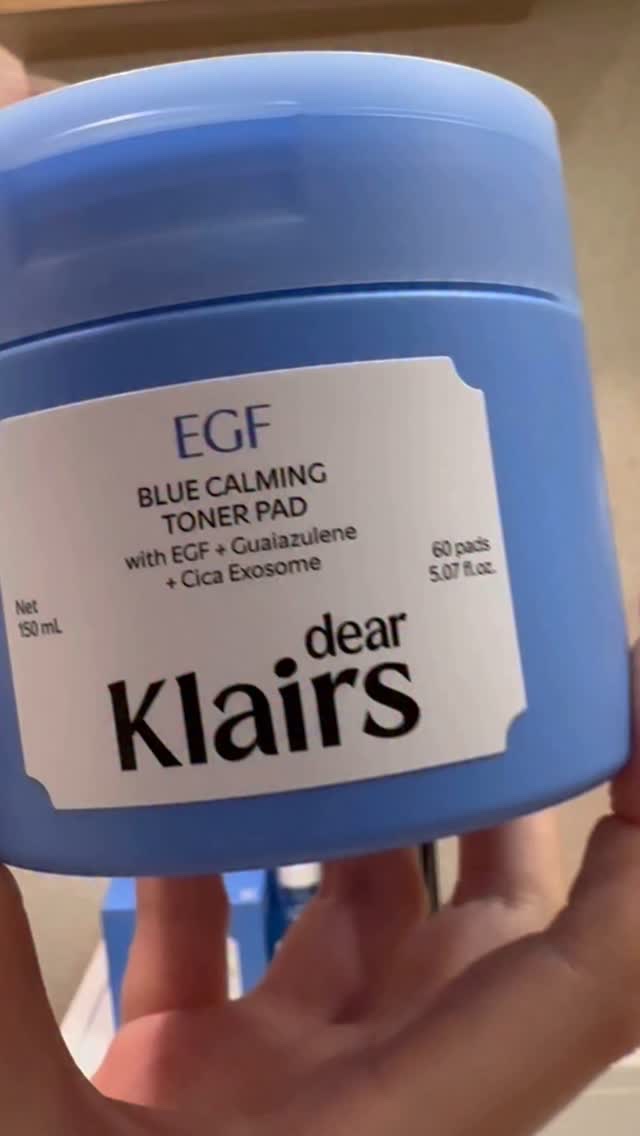 EGF
BLUE CALMING
TONER PAD
with EGF + Guaiazulene
+ Cica Exosome
Net
150 mL
60 pads
5.07 fl.oz.
dear
Klairs